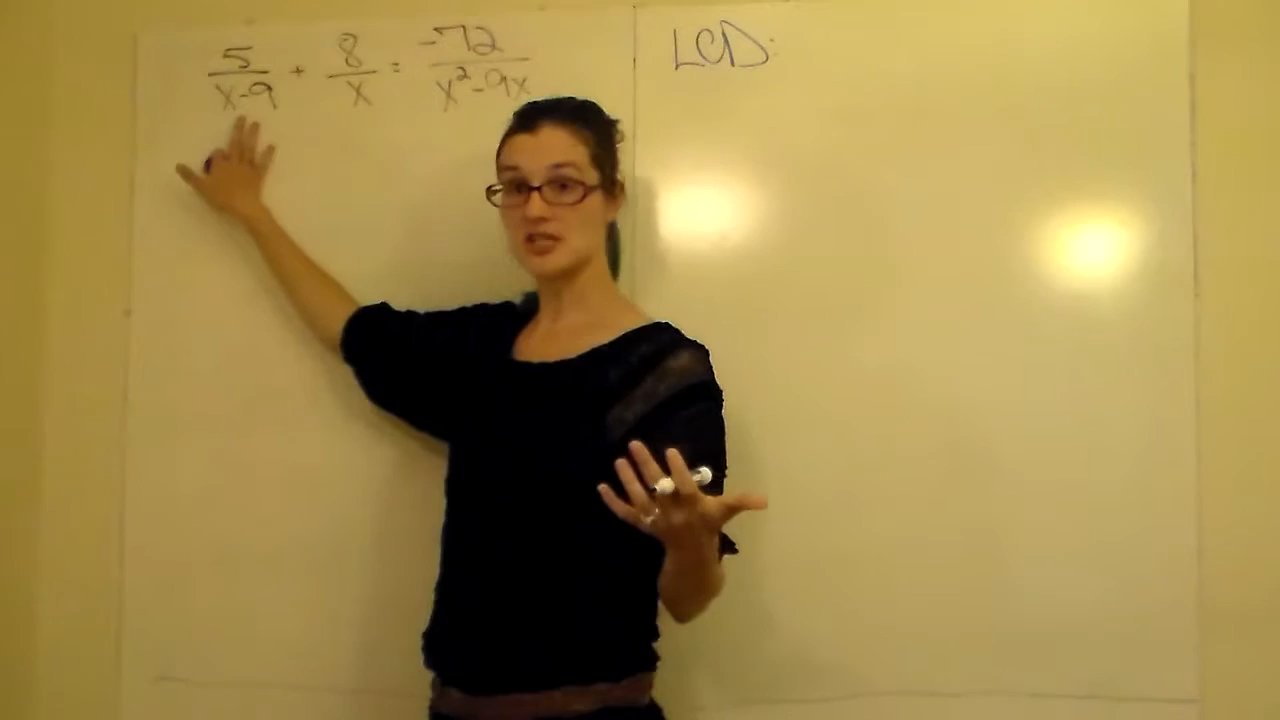 5/(x-9) + 8/x = -72/(x²-9x)
LCD: